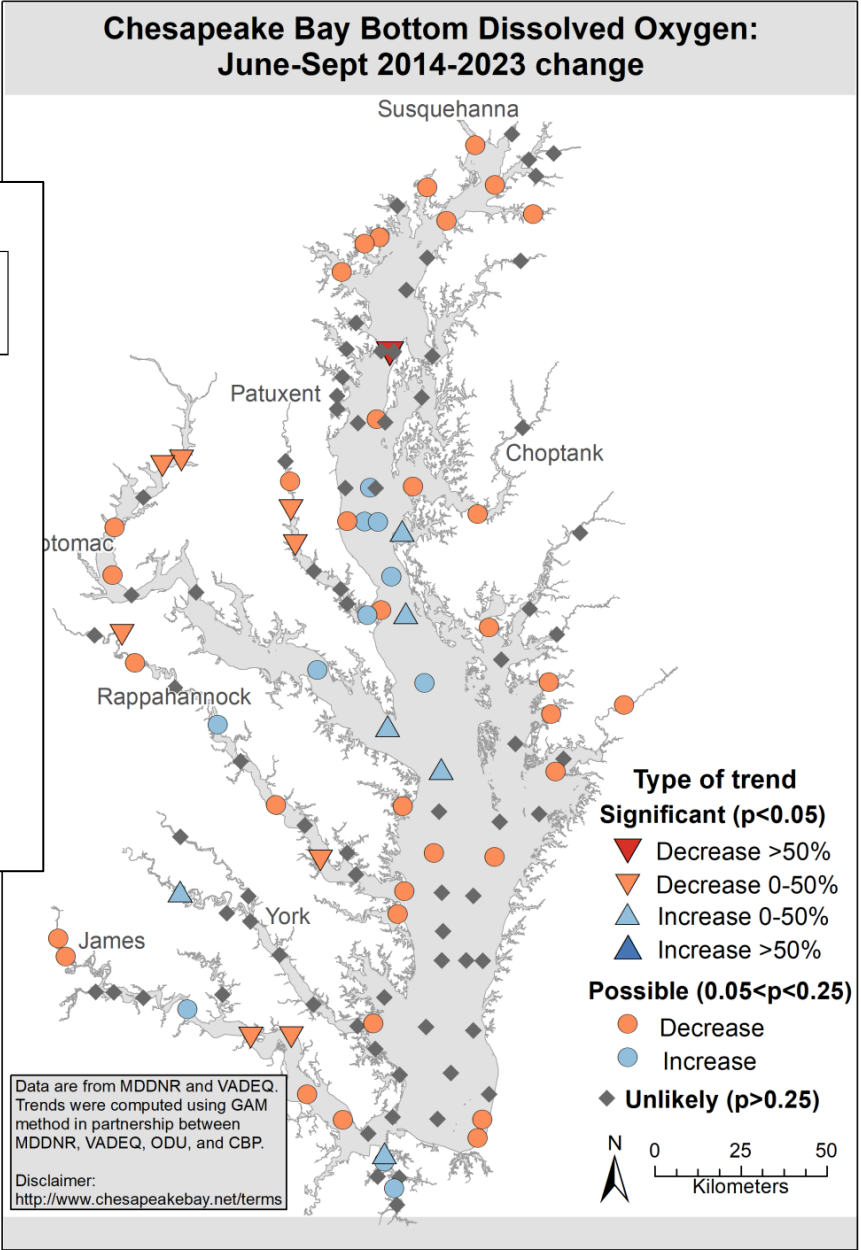 Chesapeake Bay Bottom Dissolved Oxygen:
June-Sept 2014-2023 change
Susquehanna
Patuxent
Choptank
otomac
Rappahannock
York
James
Type of trend
Significant (p<0.05)
Decrease >50%
Decrease 0-50%
Increase 0-50%
Increase >50%
Possible (0.05<p<0.25)
Decrease
Increase
Unlikely (p>0.25)
Data are from MDDNR and VADEQ.
Trends were computed using GAM
method in partnership between
MDDNR, VADEQ, ODU, and CBP.
Disclaimer:
http://www.chesapeakebay.net/terms
N
0 25 50
Kilometers